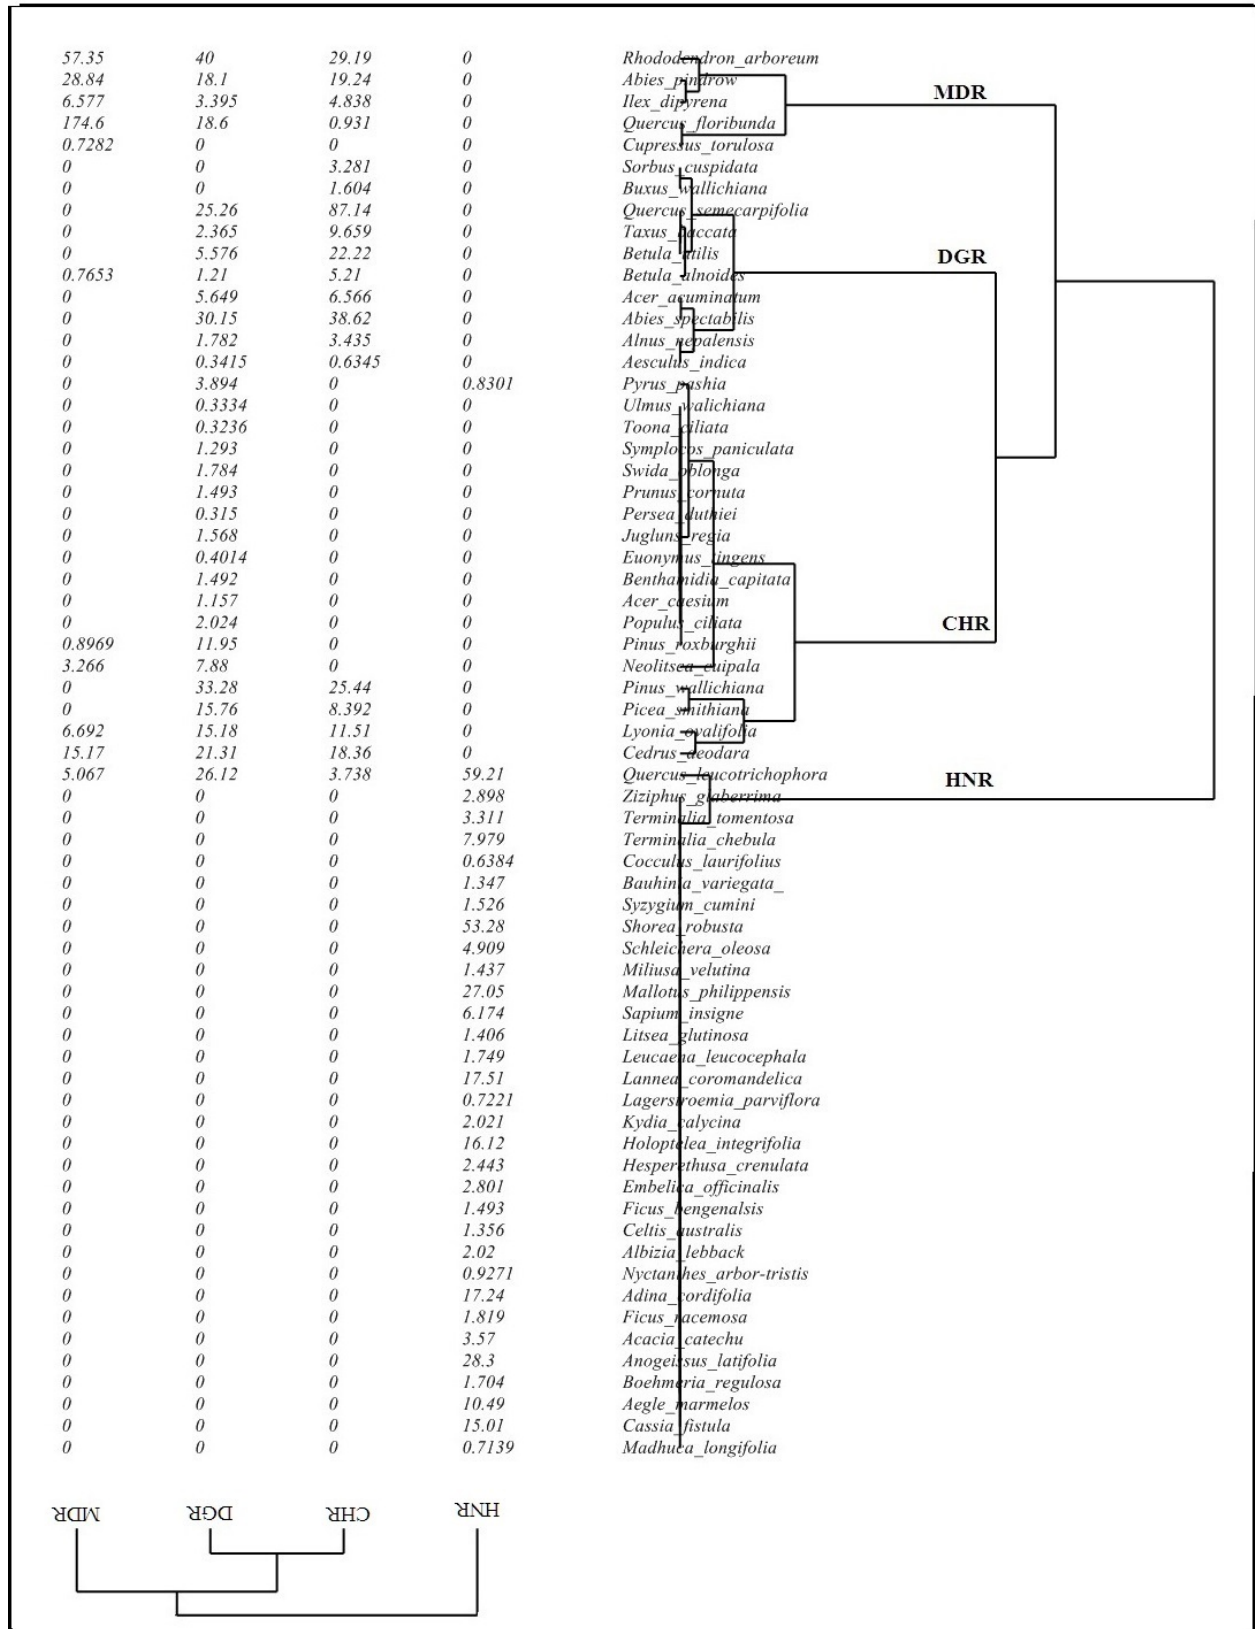 57.35 40 29.19 0 Rhododendron_arboreum
28.84 18.1 19.24 0 Abies_pindrow
MDR
6.577 3.395 4.838 0 Ilex_dipyrena
174.6 18.6 0.931 0 Quercus_floribunda
0.7282 0 0 0 Cupressus_torulosa
0 0 3.281 0 Sorbus_cuspidata
0 0 1.604 0 Buxus_wallichiana
0 25.26 87.14 0 Quercus_semecarpifolia
0 2.365 9.659 0 Taxus_baccata
0 5.576 22.22 0 Betula_utilis
DGR
0.7653 1.21 5.21 0 Betula_alnoides
0 5.649 6.566 0 Acer_acuminatum
0 30.15 38.62 0 Abies_spectabilis
0 1.782 3.435 0 Alnus_nepalensis
0 0.3415 0.6345 0 Aesculus_indica
0 3.894 0 0.8301 Pyrus_pashia
0 0.3334 0 0 Ulmus_walichiana
0 0.3236 0 0 Toona_ciliata
0 1.293 0 0 Symplocos_paniculata
0 1.784 0 0 Swida_oblonga
0 1.493 0 0 Prunus_cornuta
0 0.315 0 0 Persea_duthiei
0 1.568 0 0 Jugluns_regia
0 0.4014 0 0 Euonymus_tingens
0 1.492 0 0 Benthamidia_capitata
0 1.157 0 0 Acer_caesium
0 2.024 0 0 Populus_ciliata
CHR
0.8969 11.95 0 0 Pinus_roxburghii
3.266 7.88 0 0 Neolitsea_cuipala
0 33.28 25.44 0 Pinus_wallichiana
0 15.76 8.392 0 Picea_smithiana
6.692 15.18 11.51 0 Lyonia_ovalifolia
15.17 21.31 18.36 0 Cedrus_deodara
5.067 26.12 3.738 59.21 Quercus_leucotrichophora
HNR
0 0 0 2.898 Ziziphus_glaberrima
0 0 0 3.311 Terminalia_tomentosa
0 0 0 7.979 Terminalia_chebula
0 0 0 0.6384 Cocculus_laurifolius
0 0 0 1.347 Bauhinia_variegata_
0 0 0 1.526 Syzygium_cumini
0 0 0 53.28 Shorea_robusta
0 0 0 4.909 Schleichera_oleosa
0 0 0 1.437 Miliusa_velutina
0 0 0 27.05 Mallotus_philippensis
0 0 0 6.174 Sapium_insigne
0 0 0 1.406 Litsea_glutinosa
0 0 0 1.749 Leucaena_leucocephala
0 0 0 17.51 Lannea_coromandelica
0 0 0 0.7221 Lagerstroemia_parviflora
0 0 0 2.021 Kydia_calycina
0 0 0 16.12 Holoptelea_integrifolia
0 0 0 2.443 Hesperethusa_crenulata
0 0 0 2.801 Embelica_officinalis
0 0 0 1.493 Ficus_bengenalsis
0 0 0 1.356 Celtis_australis
0 0 0 2.02 Albizia_lebback
0 0 0 0.9271 Nyctanthes_arbor-tristis
0 0 0 17.24 Adina_cordifolia
0 0 0 1.819 Ficus_racemosa
0 0 0 3.57 Acacia_catechu
0 0 0 28.3 Anogeissus_latifolia
0 0 0 1.704 Boehmeria_regulosa
0 0 0 10.49 Aegle_marmelos
0 0 0 15.01 Cassia_fistula
0 0 0 0.7139 Madhuca_longifolia
MDR DGR CHR HNR